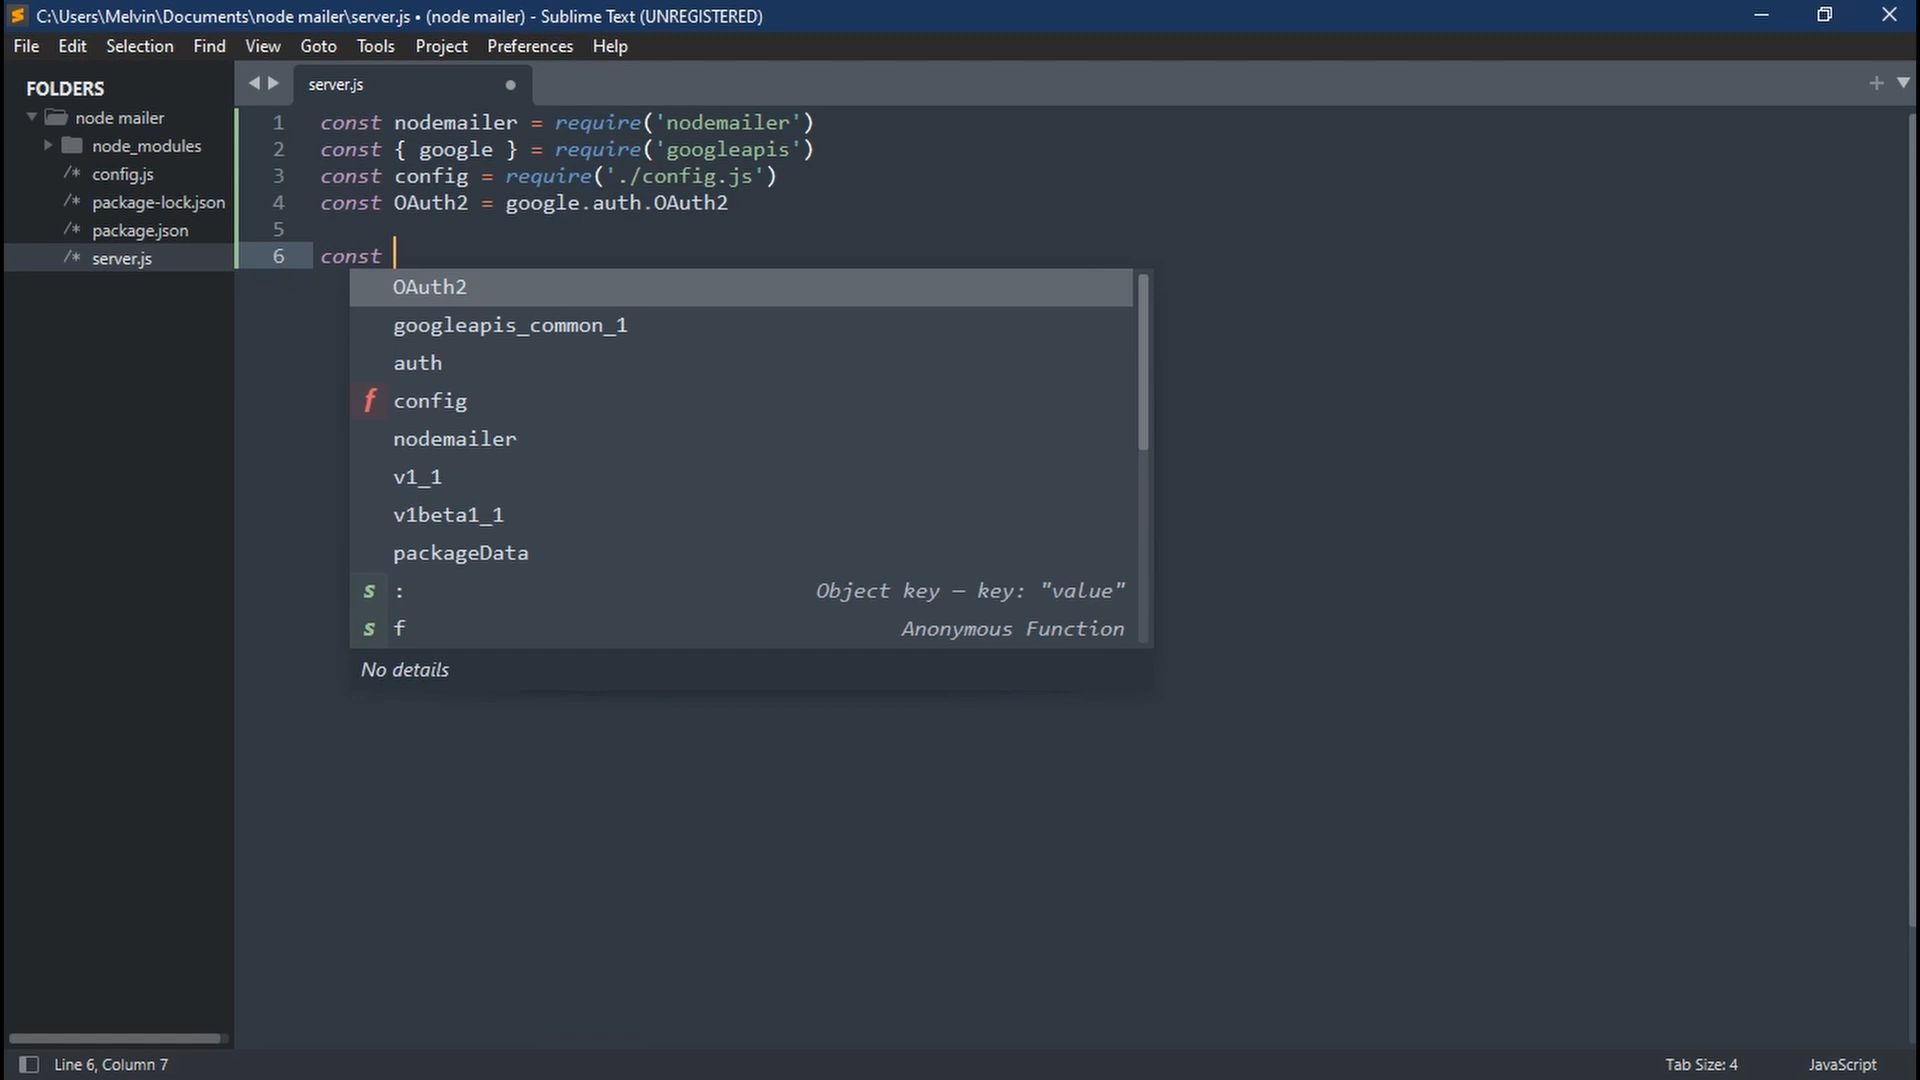 C:\Users\Melvin\Documents\node mailer\server.js • (node mailer) - Sublime Text (UNREGISTERED)
File Edit Selection Find View Goto Tools Project Preferences Help
FOLDERS
node mailer
node_modules
/* config.js
/* package-lock.json
/* package.json
/* server.js
server.js
1 const nodemailer = require('nodemailer')
2 const { google } = require('googleapis')
3 const config = require('./config.js')
4 const OAuth2 = google.auth.OAuth2
5
6 const
OAuth2
googleapis_common_1
auth
f config
nodemailer
v1_1
v1beta1_1
packageData
s : Object key — key: "value"
s f Anonymous Function
No details
Line 6, Column 7
Tab Size: 4
JavaScript